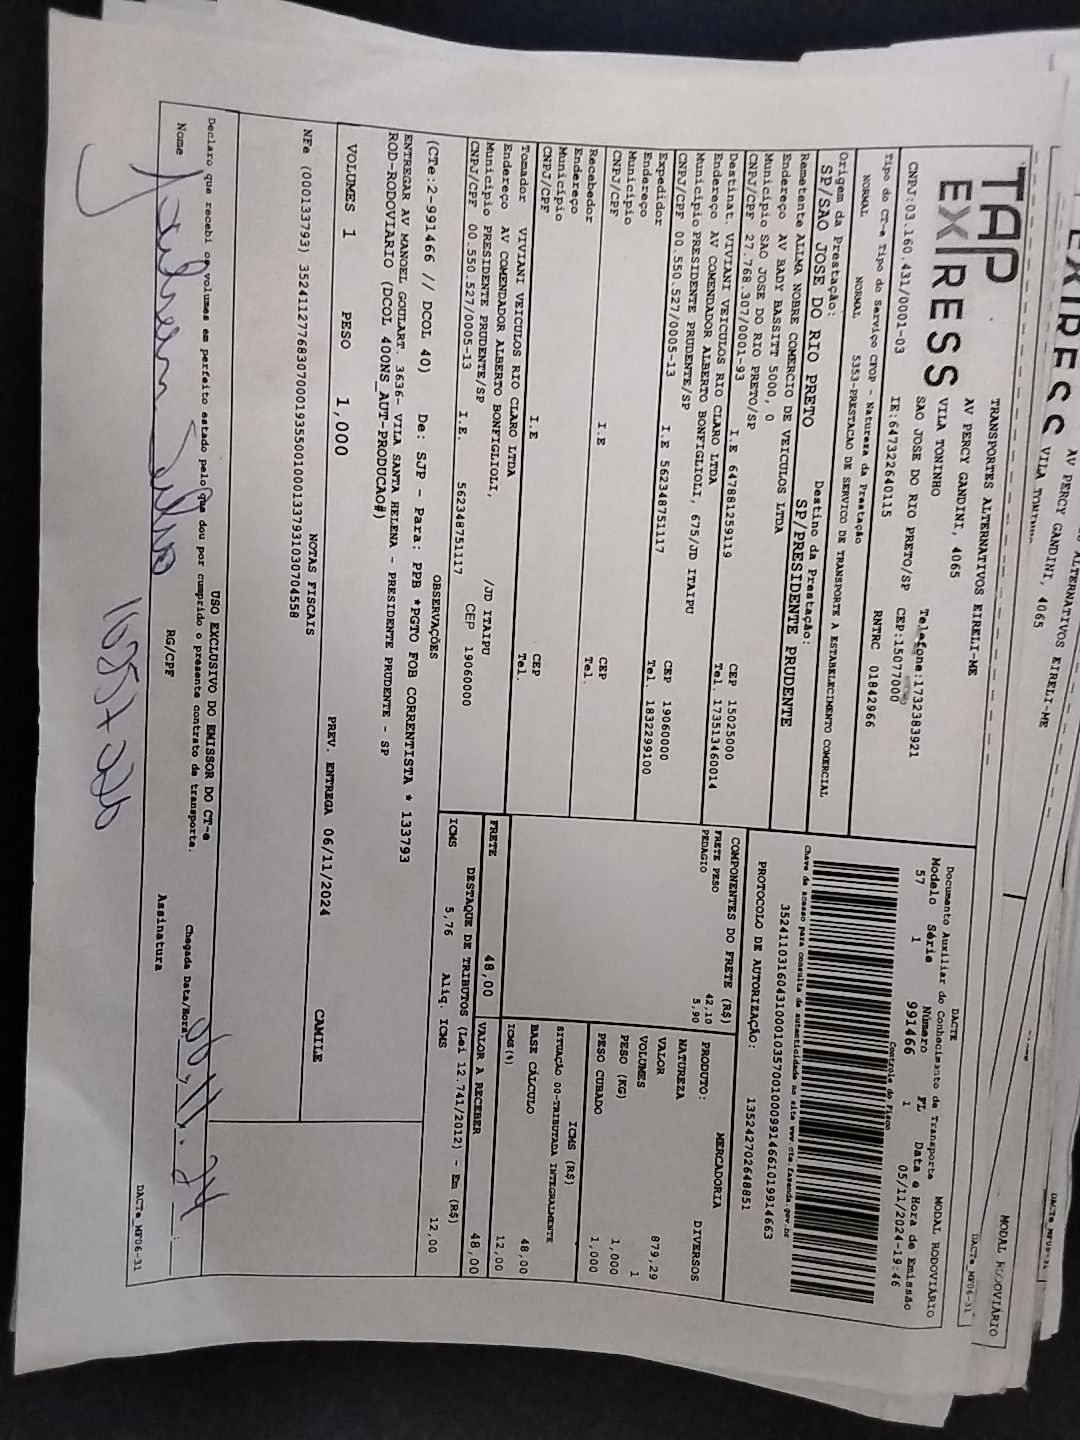 TAP
EXPRESS
TRANSPORTES ALTERNATIVOS EIRELI-ME
AV PERCY GANDINI, 4065
VILA TONINHO
SAO JOSE DO RIO PRETO/SP
Telefone:1732383921
CEP:15077000
CNPJ:03.160.431/0001-03 IE:647322640115 RNTRC 01842966
Tipo do CT-e Tipo do Serviço CFOP - Natureza da Prestação
NORMAL NORMAL 5353-PRESTACAO DE SERVICO DE TRANSPORTE A ESTABELECIMENTO COMERCIAL
Origem da Prestação: Destino da Prestação:
SP/SAO JOSE DO RIO PRETO SP/PRESIDENTE PRUDENTE
Remetente ALLMA NOBRE COMERCIO DE VEICULOS LTDA
Endereço AV BADY BASSITT 5000, 0
Municipio SAO JOSE DO RIO PRETO/SP CEP 15025000
CNPJ/CPF 27.768.307/0001-93 I.E 647881259119 Tel. 173513460014
Destinat. VIVIANI VEICULOS RIO CLARO LTDA
Endereço AV COMENDADOR ALBERTO BONFIGLIOLI, 675/JD ITAIPU
Município PRESIDENTE PRUDENTE/SP CEP 19060000
CNPJ/CPF 00.550.527/0005-13 I.E 562348751117 Tel. 1832299100
Expedidor
Endereço
Município CEP
CNPJ/CPF I.E Tel.
Recebedor
Endereço
Município CEP
CNPJ/CPF I.E Tel.
Tomador VIVIANI VEICULOS RIO CLARO LTDA
Endereço AV COMENDADOR ALBERTO BONFIGLIOLI, /JD ITAIPU
Município PRESIDENTE PRUDENTE/SP CEP 19060000
CNPJ/CPF 00.550.527/0005-13 I.E. 562348751117
DACTE
Documento Auxiliar do Conhecimento de Transporte MODAL RODOVIÁRIO
Modelo Série Número FL Data e Hora de Emissão
57 1 991466 1 05/11/2024-19:46
Controle do Fisco
Chave de acesso para consulta de autenticidade no site www.cte.fazenda.gov.br
35241103160431000103570010009914661019914663
PROTOCOLO DE AUTORIZAÇÃO: 135242702648851
COMPONENTES DO FRETE (R$)
FRETE PESO 42,10
PEDAGIO 5,90
FRETE 48,00
PRODUTO: MERCADORIA
NATUREZA DIVERSOS
VALOR 879,29
VOLUMES 1
PESO (KG) 1,000
PESO CUBADO 1,000
ICMS (R$)
SITUAÇÃO 00-TRIBUTADA INTEGRALMENTE
BASE CÁLCULO 48,00
ICMS(%) 12,00
VALOR A RECEBER 48,00
DESTAQUE DE TRIBUTOS (Lei 12.741/2012) - Em (R$)
ICMS 5,76 Aliq. ICMS 12,00
OBSERVAÇÕES
(CTe:2-991466 // DCOL 40) De: SJP - Para: PPB *PGTO FOB CORRENTISTA * 133793
ENTREGAR AV MANOEL GOULART. 3636- VILA SANTA HELENA - PRESIDENTE PRUDENTE - SP
ROD-RODOVIARIO (DCOL 400NS_AUT-PRODUCAO#)
VOLUMES 1 PESO 1,000 PREV. ENTREGA 06/11/2024 CAMILE
NOTAS FISCAIS
NFe (000133793) 35241127768307000193550010001337931030704558
USO EXCLUSIVO DO EMISSOR DO CT-e
Declaro que recebi os volumes em perfeito estado pelo que dou por cumprido o presente contrato de transporte.
Chegada Data/Hora 06,11. 24
Nome RG/CPF Assinatura
DACTe_MF06-31
EXPRESS
AV PERCY GANDINI, 4065
VILA TONINHO
MODAL RODOVIÁRIO
DACTe_MF06-31